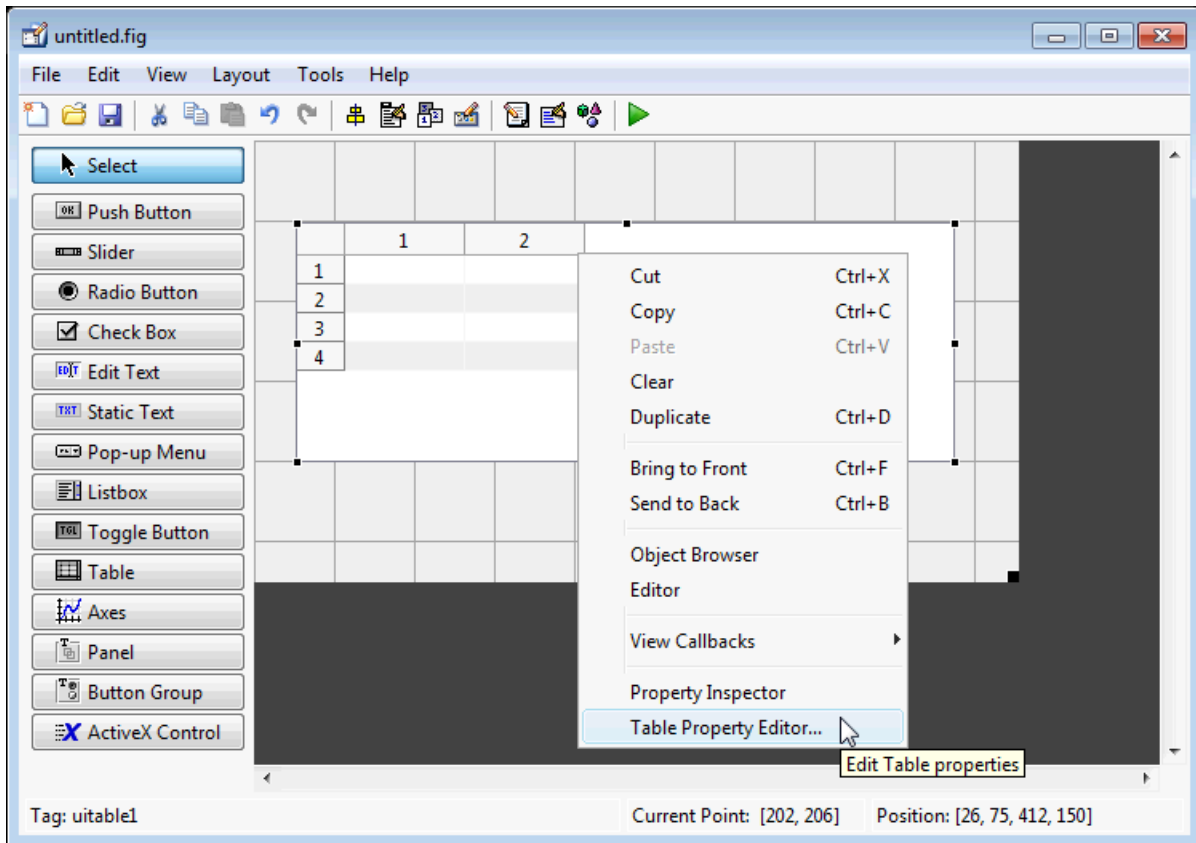 untitled.fig
File Edit View Layout Tools Help
Select
OK Push Button
Slider
Radio Button
Check Box
EDIT Edit Text
TXT Static Text
Pop-up Menu
Listbox
TGL Toggle Button
Table
Axes
Panel
Button Group
ActiveX Control
1 2
1
2
3
4
Cut Ctrl+X
Copy Ctrl+C
Paste Ctrl+V
Clear
Duplicate Ctrl+D
Bring to Front Ctrl+F
Send to Back Ctrl+B
Object Browser
Editor
View Callbacks
Property Inspector
Table Property Editor...
Edit Table properties
Tag: uitable1 Current Point: [202, 206] Position: [26, 75, 412, 150]